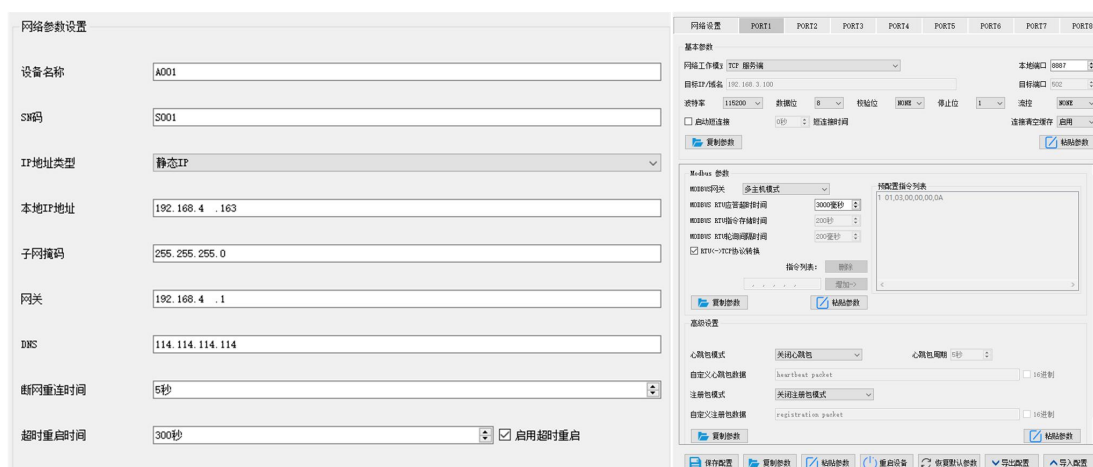 网络参数设置
设备名称 A001
SN码 S001
IP地址类型 静态IP
本地IP地址 192.168.4 .163
子网掩码 255.255.255.0
网关 192.168.4 .1
DNS 114.114.114.114
断网重连时间 5秒
超时重启时间 300秒 启用超时重启
网络设置 PORT1 PORT2 PORT3 PORT4 PORT5 PORT6 PORT7 PORT8
基本参数
网络工作模 TCP 服务端 本地端口 8887
目标IP/域名 192.168.3.100 目标端口 502
波特率 115200 数据位 8 校验位 NONE 停止位 1 流控 NONE
启动短连接 0秒 短连接时间 连接清空缓存 启用
复制参数 粘贴参数
Modbus 参数
MODBUS网关 多主机模式 预配置指令列表
MODBUS RTU应答超时时间 3000毫秒 1 01,03,00,00,00,0A
MODBUS RTU指令存储时间 200秒
MODBUS RTU轮询间隔时间 200毫秒
RTU<->TCP协议转换
指令列表: 删除
. . . . . 增加->
复制参数 粘贴参数
高级设置
心跳包模式 关闭心跳包 心跳包周期 5秒
自定义心跳包数据 heartbeat packet 16进制
注册包模式 关闭注册包模式
自定义注册包数据 registration packet 16进制
复制参数 粘贴参数
保存配置 复制参数 粘贴参数 重启设备 恢复默认参数 导出配置 导入配置